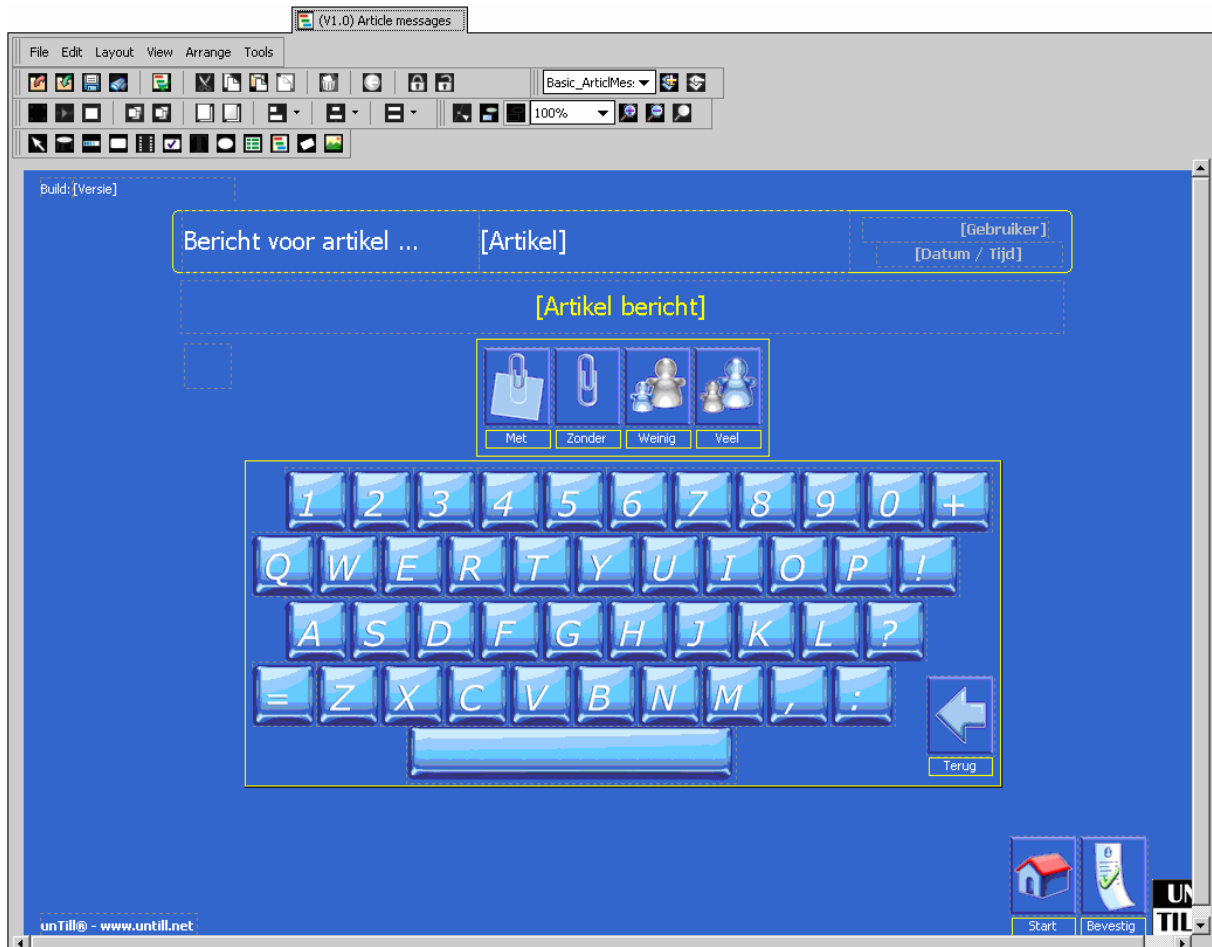 (V1.0) Article messages
File Edit Layout View Arrange Tools
Basic_ArticlMes:
100%
Build: [Versie]
Bericht voor artikel ... [Artikel] [Gebruiker]
[Datum / Tijd]
[Artikel bericht]
Met Zonder Weinig Veel
1 2 3 4 5 6 7 8 9 0 +
Q W E R T Y U I O P !
A S D F G H J K L ?
= Z X C V B N M , :
Terug
UN
TIL
Start Bevestig
unTill® - www.untill.net